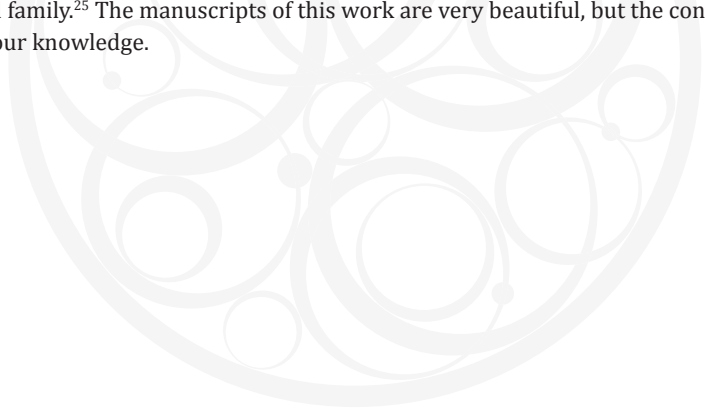 family.²⁵ The manuscripts of this work are very beautiful, but the con
our knowledge.